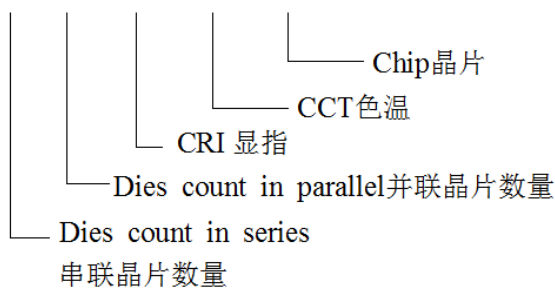 Chip晶片
CCT色温
CRI 显指
Dies count in parallel并联晶片数量
Dies count in series
串联晶片数量